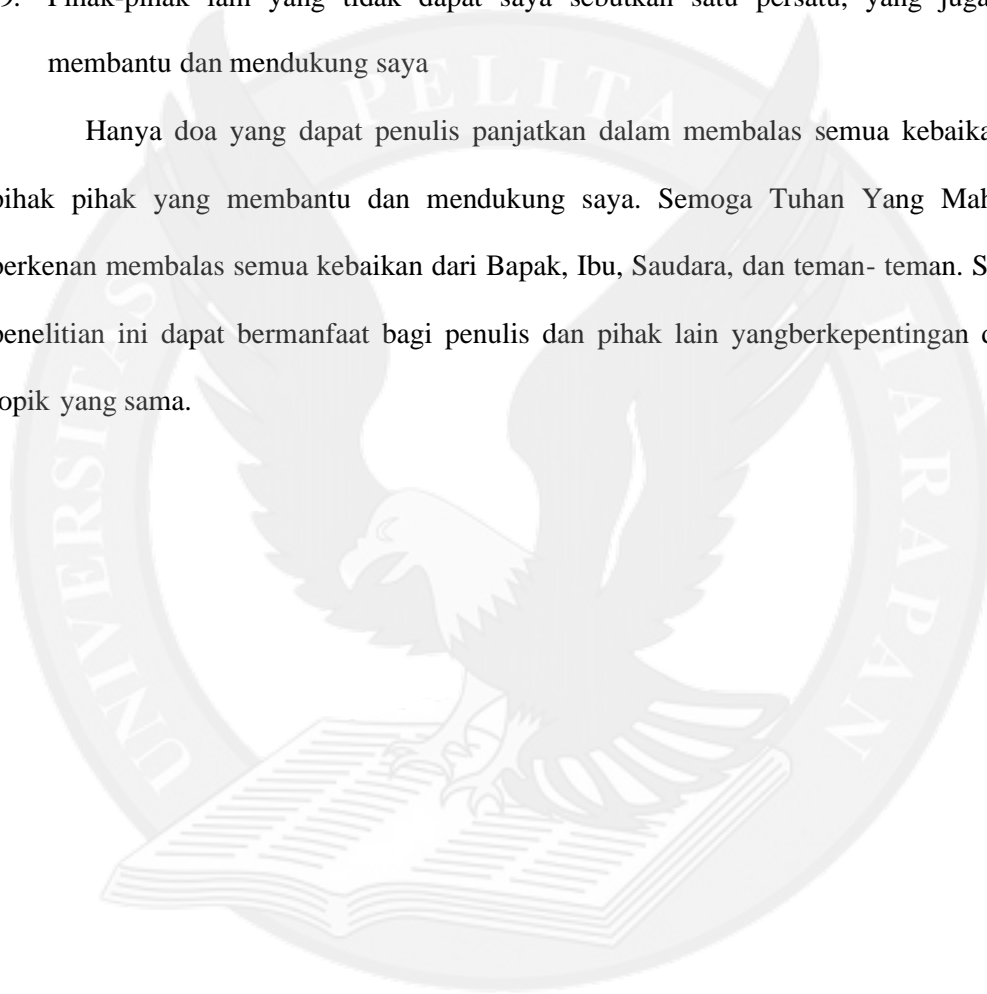 9. Pihak-pihak lain yang tidak dapat saya sebutkan satu persatu, yang juga
membantu dan mendukung saya
Hanya doa yang dapat penulis panjatkan dalam membalas semua
pihak pihak yang membantu dan mendukung saya. Semoga Tuhan Yang
berkenan membalas semua kebaikan dari Bapak, Ibu, Saudara, dan teman- teman.
penelitian ini dapat bermanfaat bagi penulis dan pihak lain yangberkepentingan
topik yang sama.
UNIVERSITAS PELITA HARAPAN